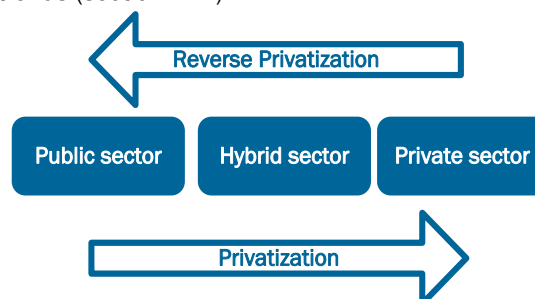 Reverse Privatization
Public sector Hybrid sector Private sector
Privatization